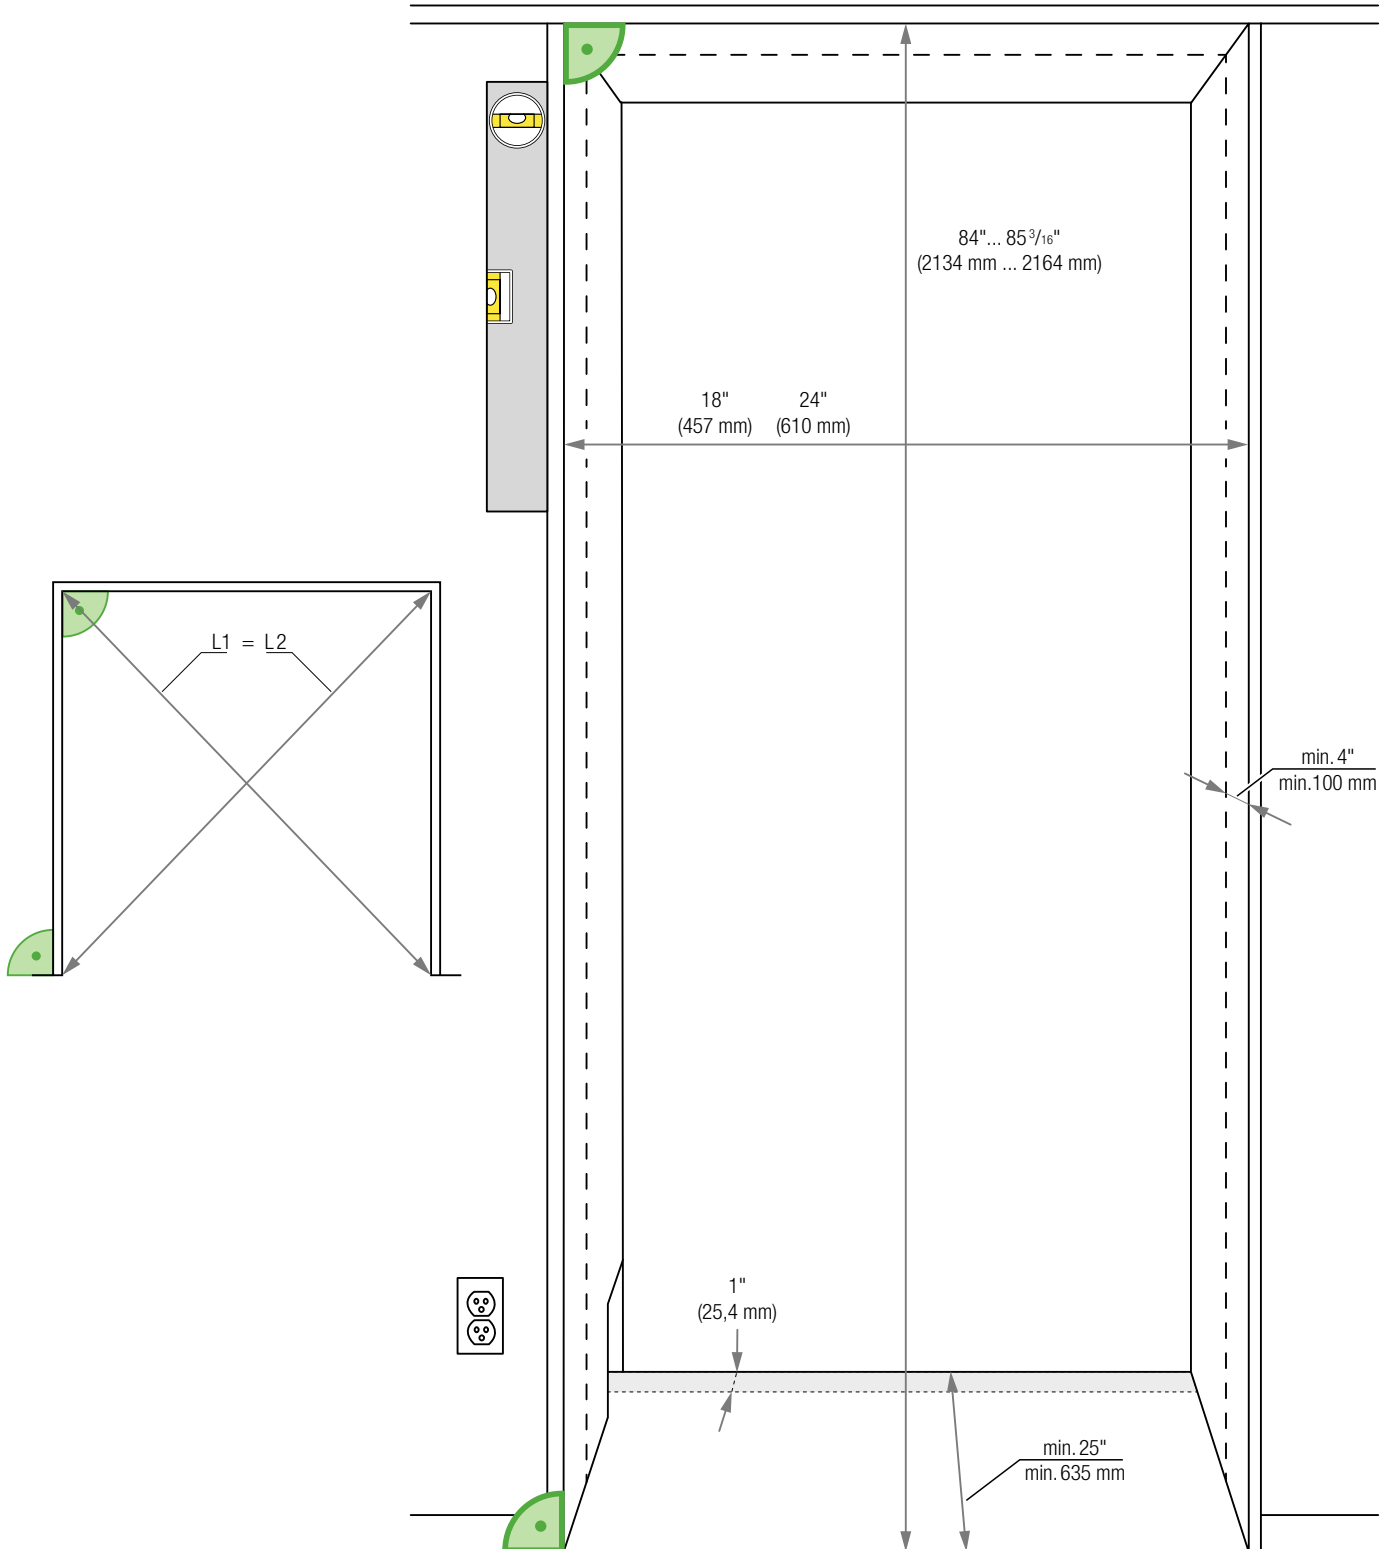 84"... 85 3/16"
(2134 mm ... 2164 mm)
18" 24"
(457 mm) (610 mm)
L1 = L2
min. 4"
min.100 mm
1"
(25,4 mm)
min. 25"
min. 635 mm